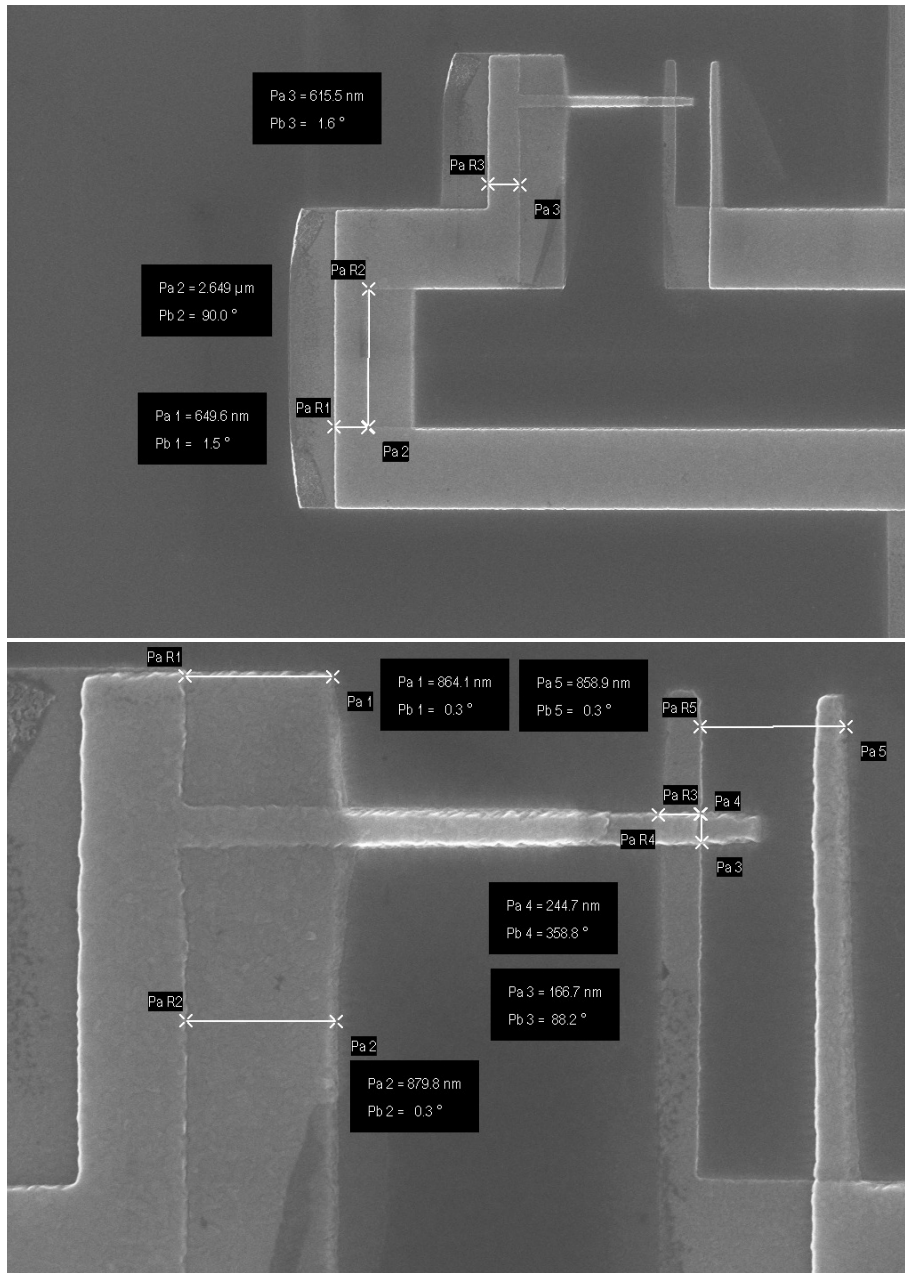 Pa 3 = 615.5 nm
Pb 3 = 1.6 °
Pa R3
Pa 3
Pa R2
Pa 2 = 2.649 µm
Pb 2 = 90.0 °
Pa R1
Pa 1 = 649.6 nm
Pb 1 = 1.5 °
Pa 2
Pa R1
Pa 1 = 864.1 nm
Pb 1 = 0.3 °
Pa 5 = 858.9 nm
Pb 5 = 0.3 °
Pa 1
Pa R5
Pa 5
Pa R3
Pa 4
Pa R4
Pa 3
Pa 4 = 244.7 nm
Pb 4 = 358.8 °
Pa 3 = 166.7 nm
Pb 3 = 88.2 °
Pa R2
Pa 2
Pa 2 = 879.8 nm
Pb 2 = 0.3 °